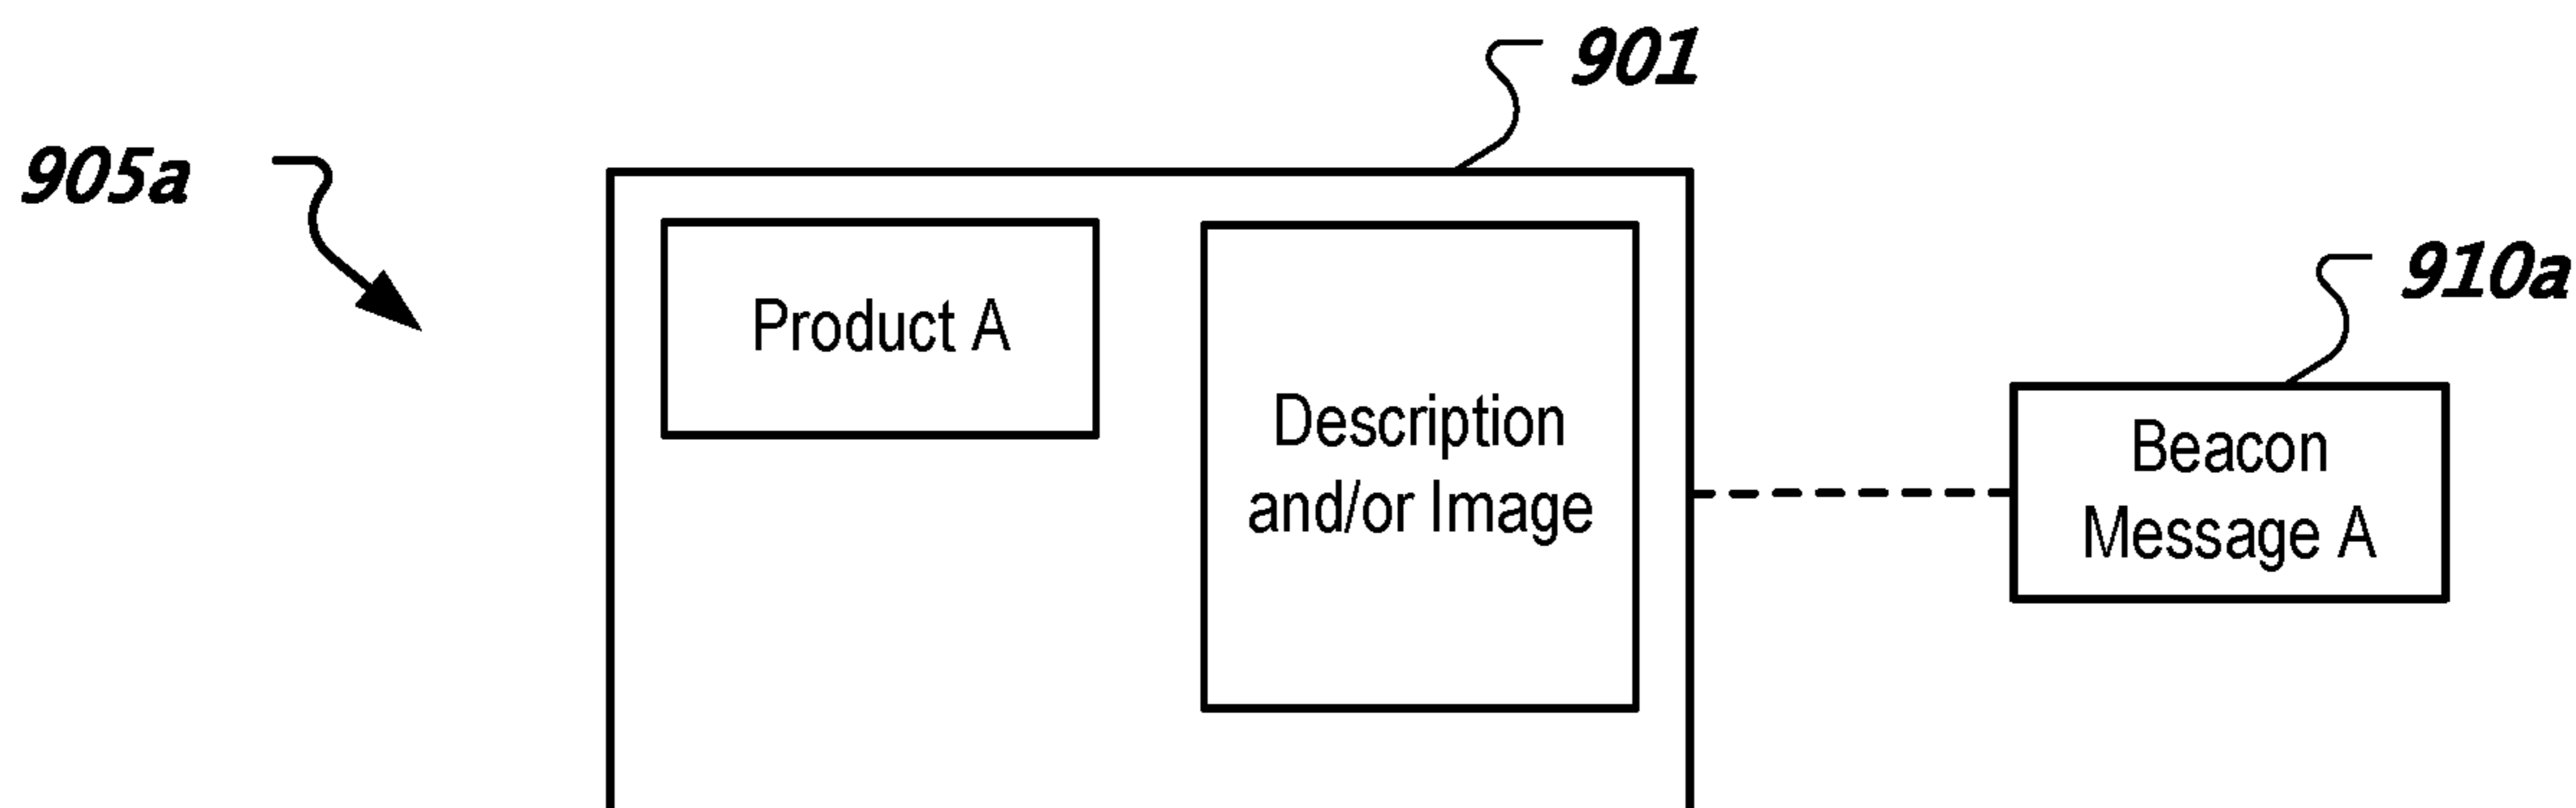 901
905a
910a
Product A
Description
and/or Image
Beacon
Message A